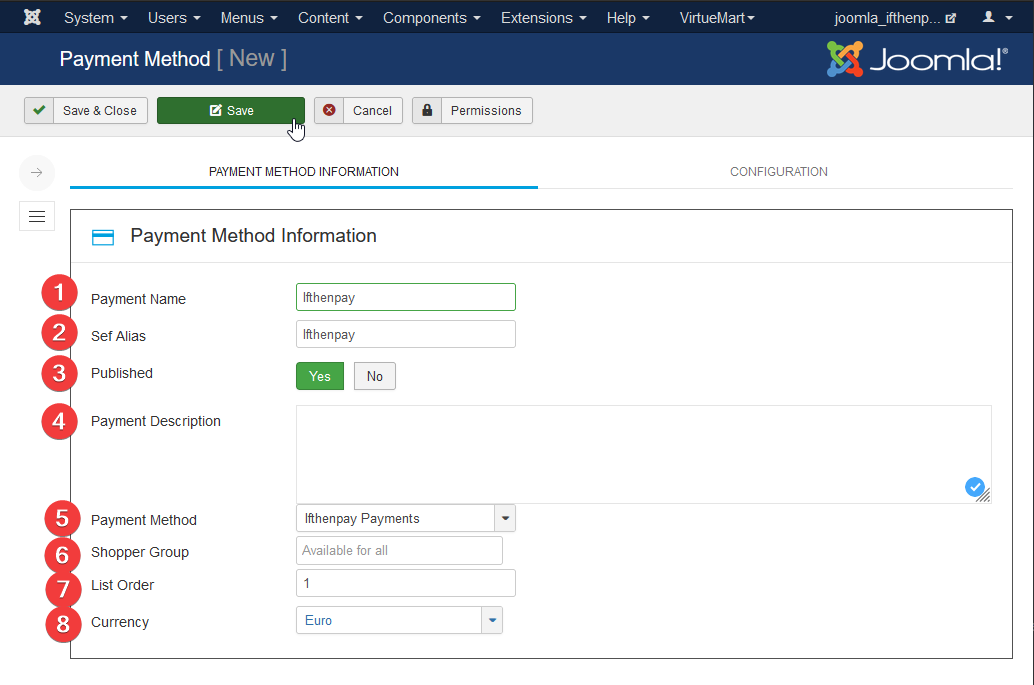 System Users Menus Content Components Extensions Help VirtueMart joomla_ifthenp...
Payment Method [ New ]
Joomla!®
Save & Close Save Cancel Permissions
PAYMENT METHOD INFORMATION CONFIGURATION
Payment Method Information
1 Payment Name Ifthenpay
2 Sef Alias Ifthenpay
3 Published Yes No
4 Payment Description
5 Payment Method Ifthenpay Payments
6 Shopper Group Available for all
7 List Order 1
8 Currency Euro